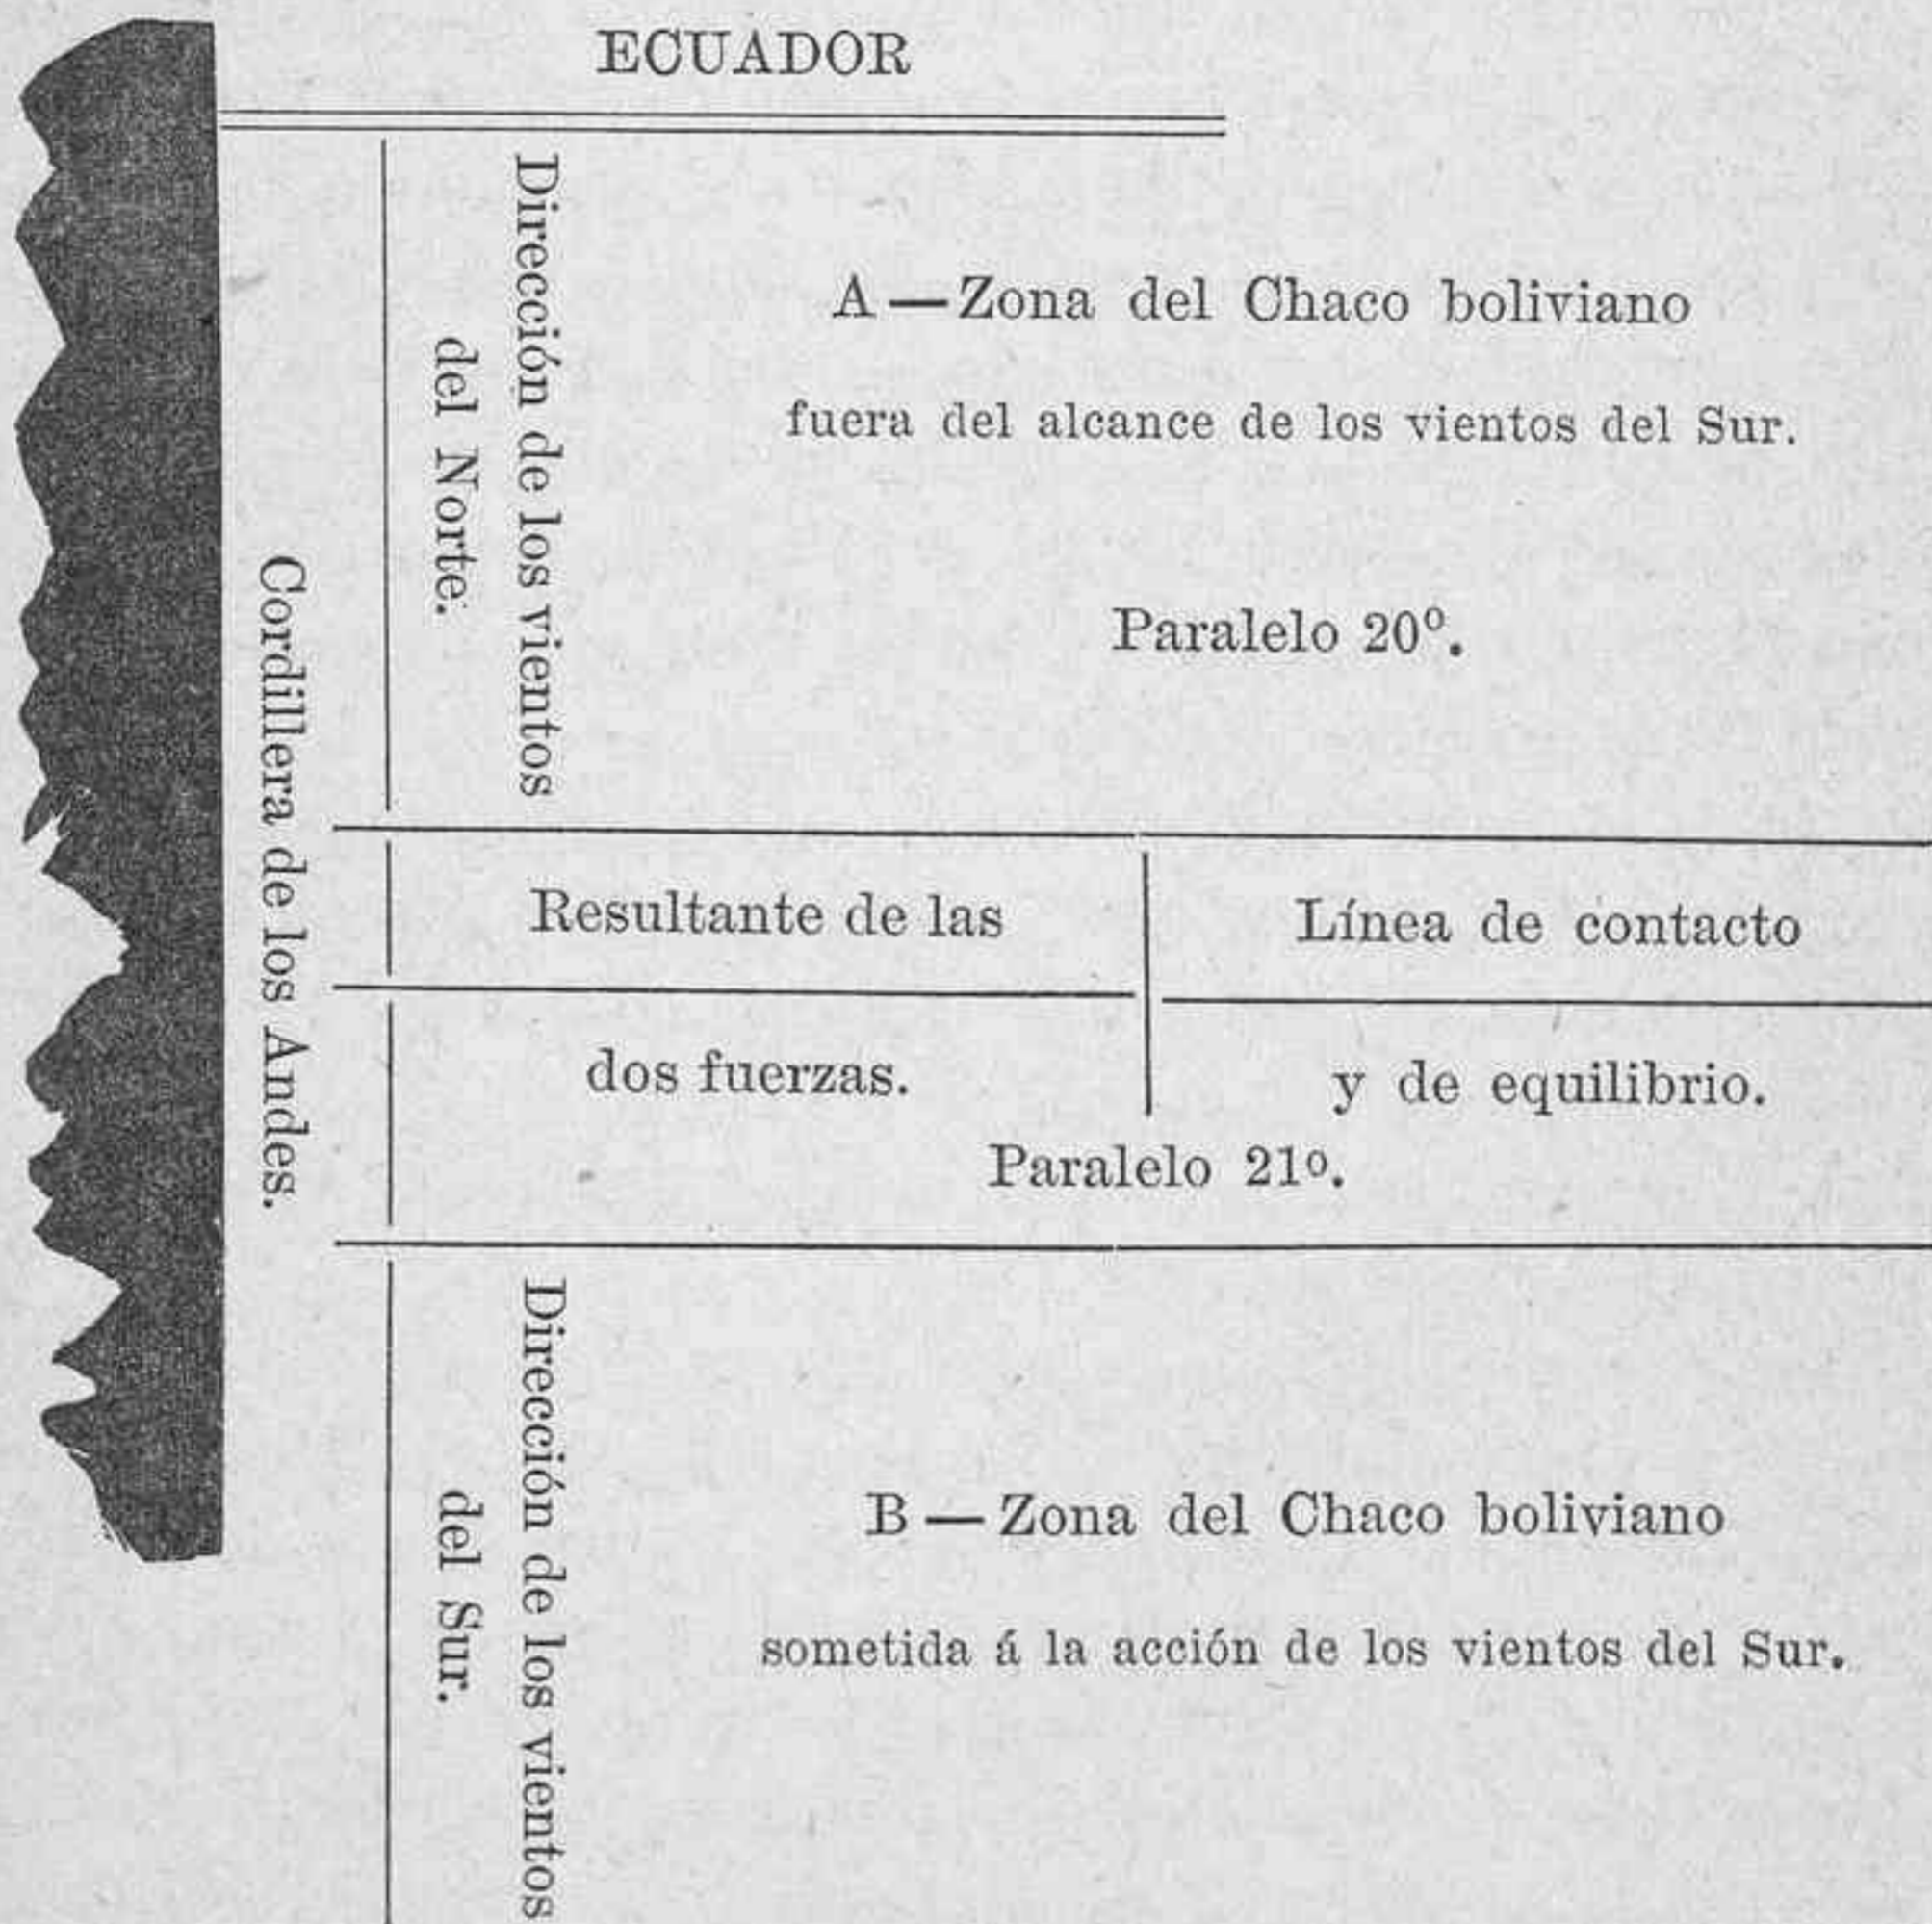 ECUADOR
Cordillera de los Andes.
Dirección de los vientos
del Norte.
A — Zona del Chaco boliviano
fuera del alcance de los vientos del Sur.
Paralelo 20º.
Resultante de las
dos fuerzas.
Línea de contacto
y de equilibrio.
Paralelo 21º.
Dirección de los vientos
del Sur.
B — Zona del Chaco boliviano
sometida á la acción de los vientos del Sur.